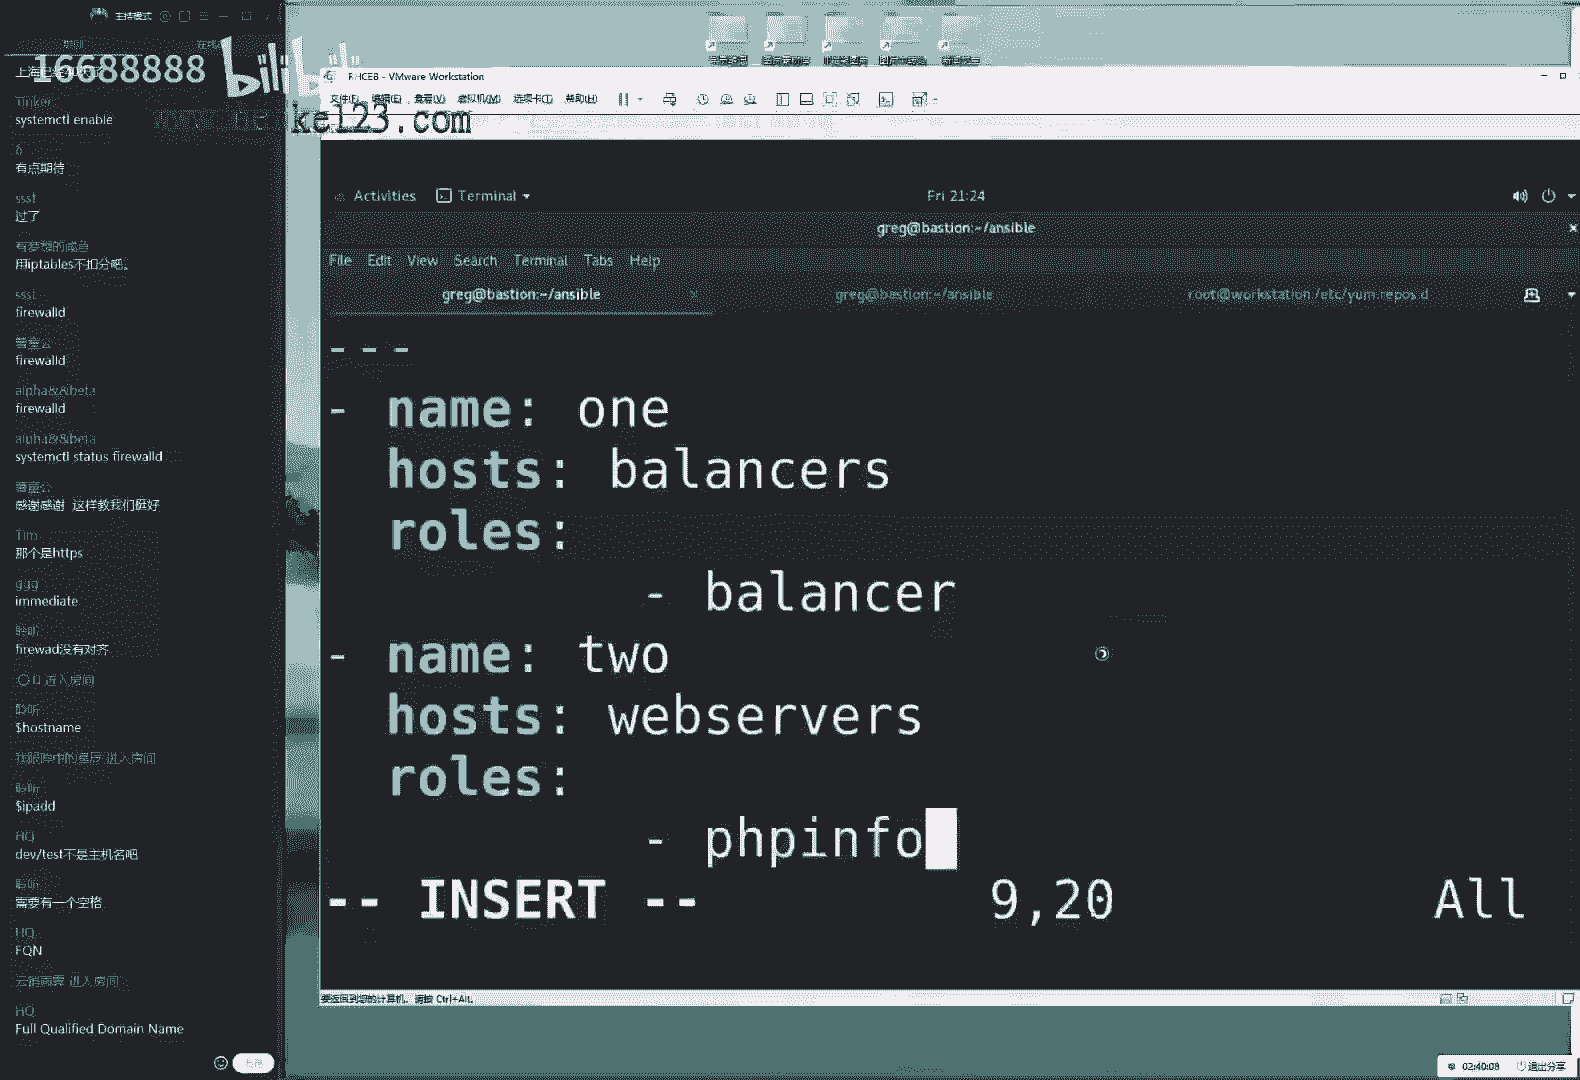 主持模式
16688888
bilibili
ke123.com
Tinker
systemctl enable
δ
有点期待
ssst
过了
有梦想的咸鱼
用iptables不扣分吧。
ssst
firewalld
firewalld
alpha&&beta
firewalld
alpha&&beta
systemctl status firewalld
感谢感谢 这样教我们挺好
Tim
那个是https
ggg
immediate
聆听
firewad没有对齐
进入房间
聆听
$hostname
进入房间
聆听
$ipadd
HQ
dev/test不是主机名吧
聆听
需要有一个空格
HQ
FQN
进入房间
HQ
Full Qualified Domain Name
RHCE8 - VMware Workstation
文件(F) 编辑(E) 查看(V) 虚拟机(M) 选项卡(T) 帮助(H)
Activities Terminal Fri 21:24
greg@bastion:~/ansible
File Edit View Search Terminal Tabs Help
greg@bastion:~/ansible greg@bastion:~/ansible root@workstation:/etc/yum.repos.d
---
- name: one
hosts: balancers
roles:
- balancer
- name: two
hosts: webservers
roles:
- phpinfo
-- INSERT -- 9,20 All
要返回到您的计算机，请按 Ctrl+Alt。
02:40:08 退出分享